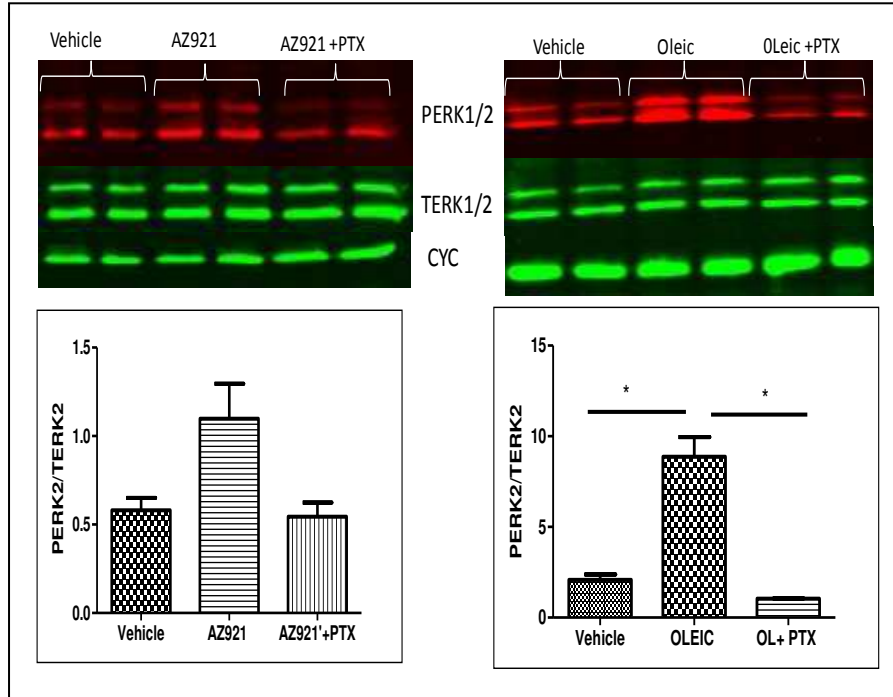 Vehicle AZ921 AZ921 +PTX
Vehicle Oleic 0Leic +PTX
PERK1/2
TERK1/2
CYC
PERK2/TERK2
1.5
1.0
0.5
0.0
Vehicle AZ921 AZ921'+PTX
PERK2/TERK2
15
10
5
0
* *
Vehicle OLEIC OL+ PTX